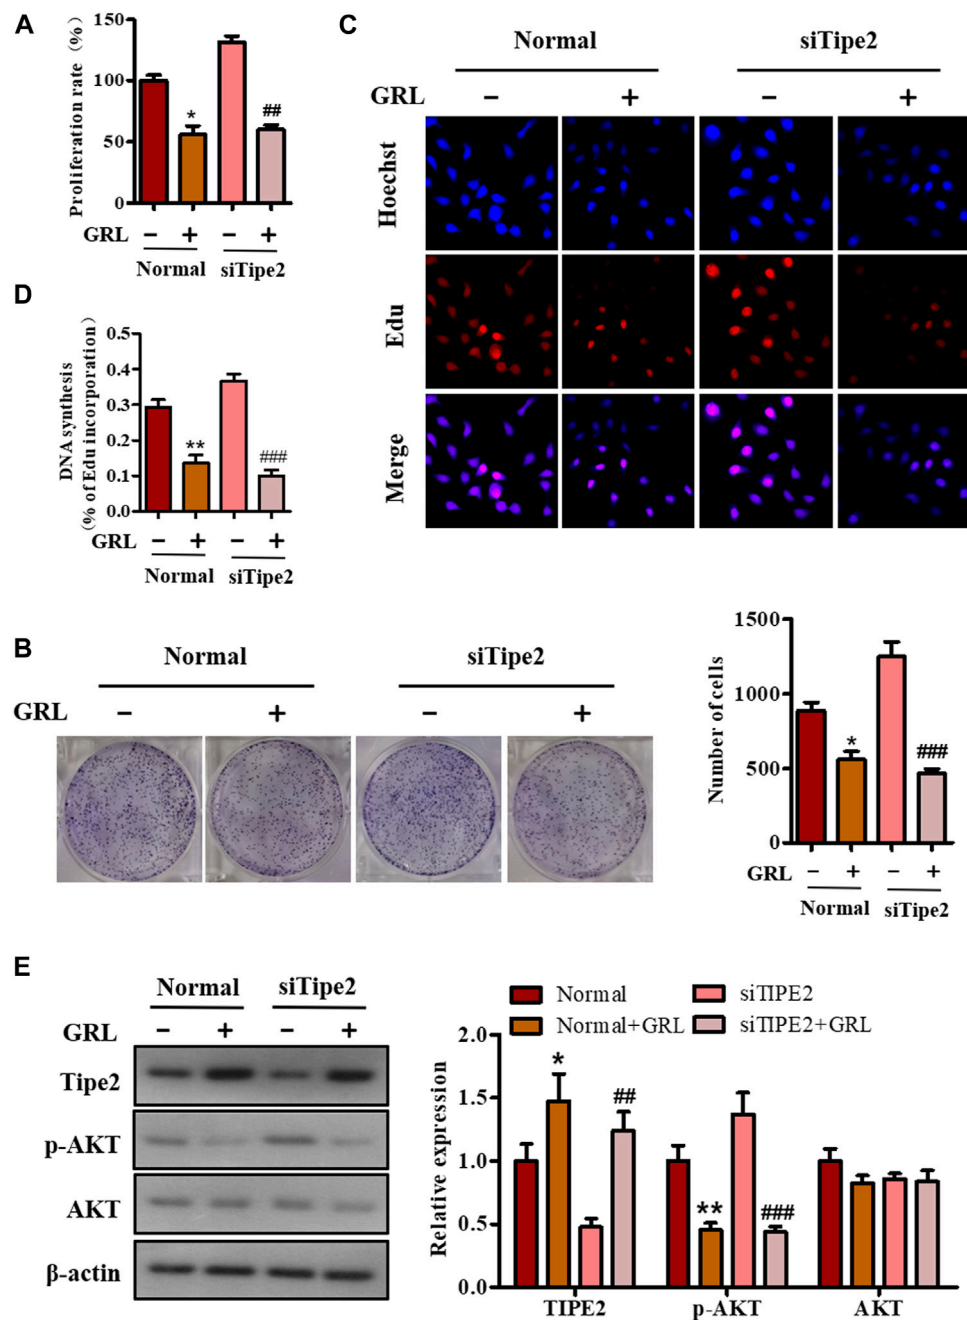 A
Proliferation rate (%)
150
100
50
0
*
##
GRL
− + − +
Normal siTipe2
C
Normal siTipe2
GRL − + − +
Hoechst
Edu
Merge
D
DNA synthesis
(% of Edu incorporation)
0.5
0.4
0.3
0.2
0.1
0.0
**
###
GRL − + − +
Normal siTipe2
B
Normal siTipe2
GRL − + − +
Number of cells
1500
1000
500
0
*
###
GRL − + − +
Normal siTipe2
E
Normal siTipe2
GRL − + − +
Tipe2
p-AKT
AKT
β-actin
Normal siTIPE2
Normal+GRL siTIPE2+GRL
Relative expression
2.0
1.5
1.0
0.5
0.0
*
##
**
###
TIPE2 p-AKT AKT